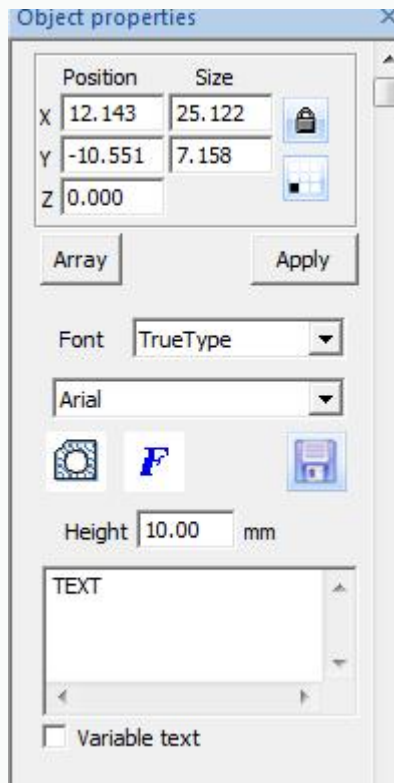 Object properties
Position Size
X 12.143 25.122
Y -10.551 7.158
Z 0.000
Array Apply
Font TrueType
Arial
F
Height 10.00 mm
TEXT
Variable text